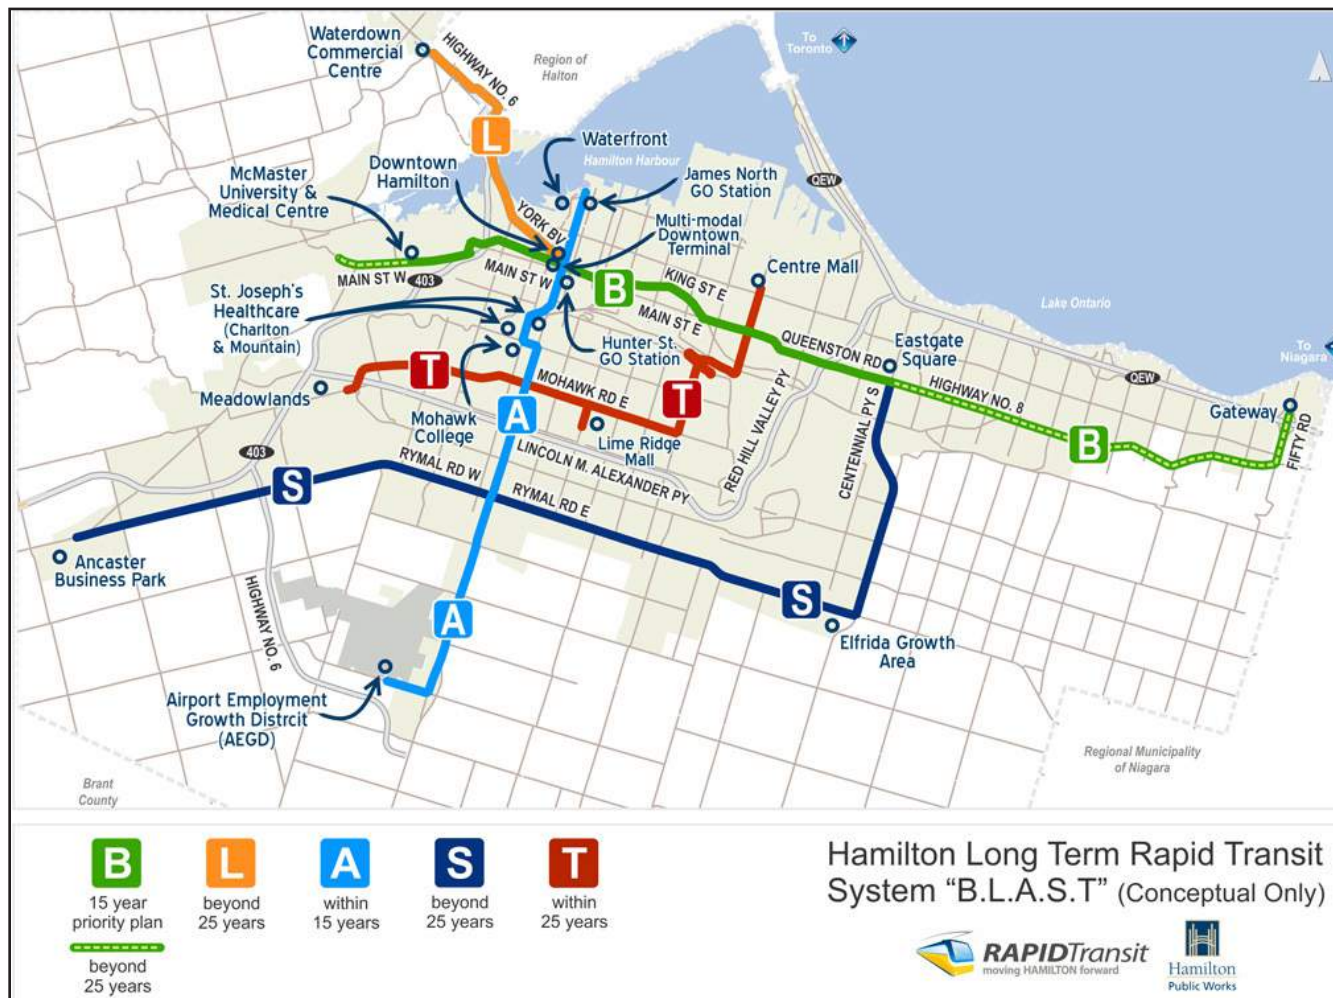 Waterdown
Commercial
Centre
HIGHWAY NO. 6
Region of
Halton
To
Toronto
L
Waterfront
Hamilton Harbour
Downtown
Hamilton
McMaster
University &
Medical Centre
James North
GO Station
QEW
YORK BV
Multi-modal
Downtown
Terminal
MAIN ST W
403
MAIN ST W
B
KING ST E
Centre Mall
Lake Ontario
St. Joseph's
Healthcare
(Charlton
& Mountain)
MAIN ST E
Hunter St.
GO Station
QUEENSTON RD
Eastgate
Square
To
Niagara
QEW
Meadowlands
T
MOHAWK RD E
T
HIGHWAY NO. 8
Gateway
Mohawk
College
A
Lime Ridge
Mall
RED HILL VALLEY PY
CENTENNIAL PY S
B
FIFTY RD
403
LINCOLN M. ALEXANDER PY
S
RYMAL RD W
RYMAL RD E
Ancaster
Business Park
HIGHWAY NO. 6
A
S
Elfrida Growth
Area
Airport Employment
Growth Distrcit
(AEGD)
Regional Municipality
of Niagara
Brant
County
B
15 year
priority plan
beyond
25 years
L
beyond
25 years
A
within
15 years
S
beyond
25 years
T
within
25 years
Hamilton Long Term Rapid Transit
System “B.L.A.S.T” (Conceptual Only)
RAPIDTransit
moving HAMILTON forward
Hamilton
Public Works